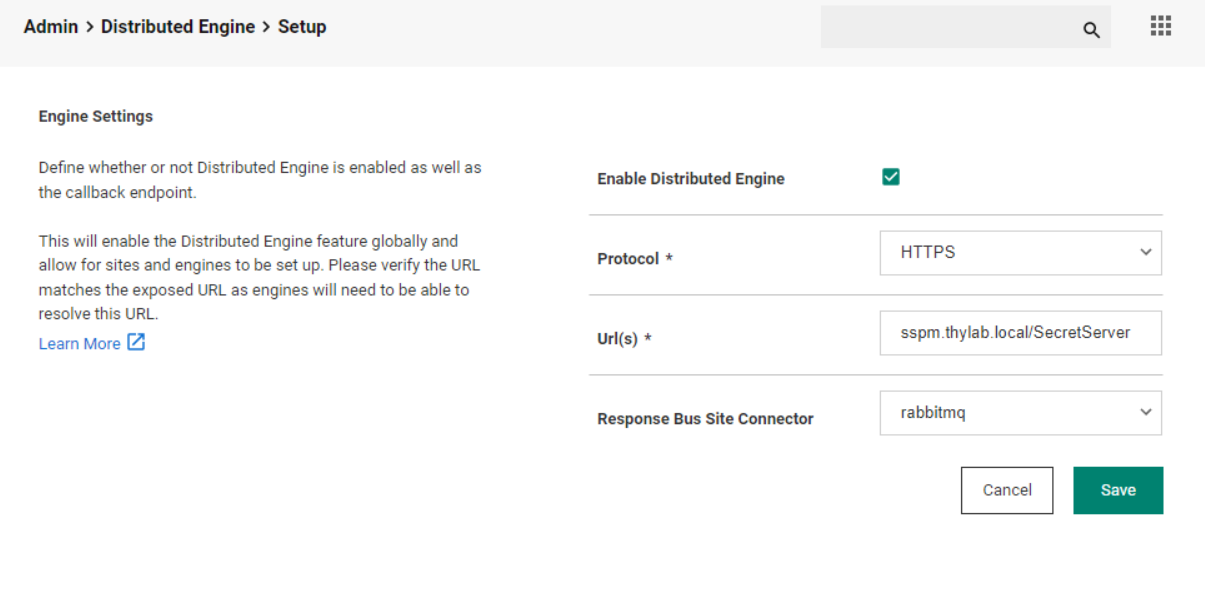 Admin > Distributed Engine > Setup
Engine Settings
Define whether or not Distributed Engine is enabled as well as
the callback endpoint.
This will enable the Distributed Engine feature globally and
allow for sites and engines to be set up. Please verify the URL
matches the exposed URL as engines will need to be able to
resolve this URL.
Learn More
Enable Distributed Engine
Protocol *
HTTPS
Url(s) *
sspm.thylab.local/SecretServer
Response Bus Site Connector
rabbitmq
Cancel
Save